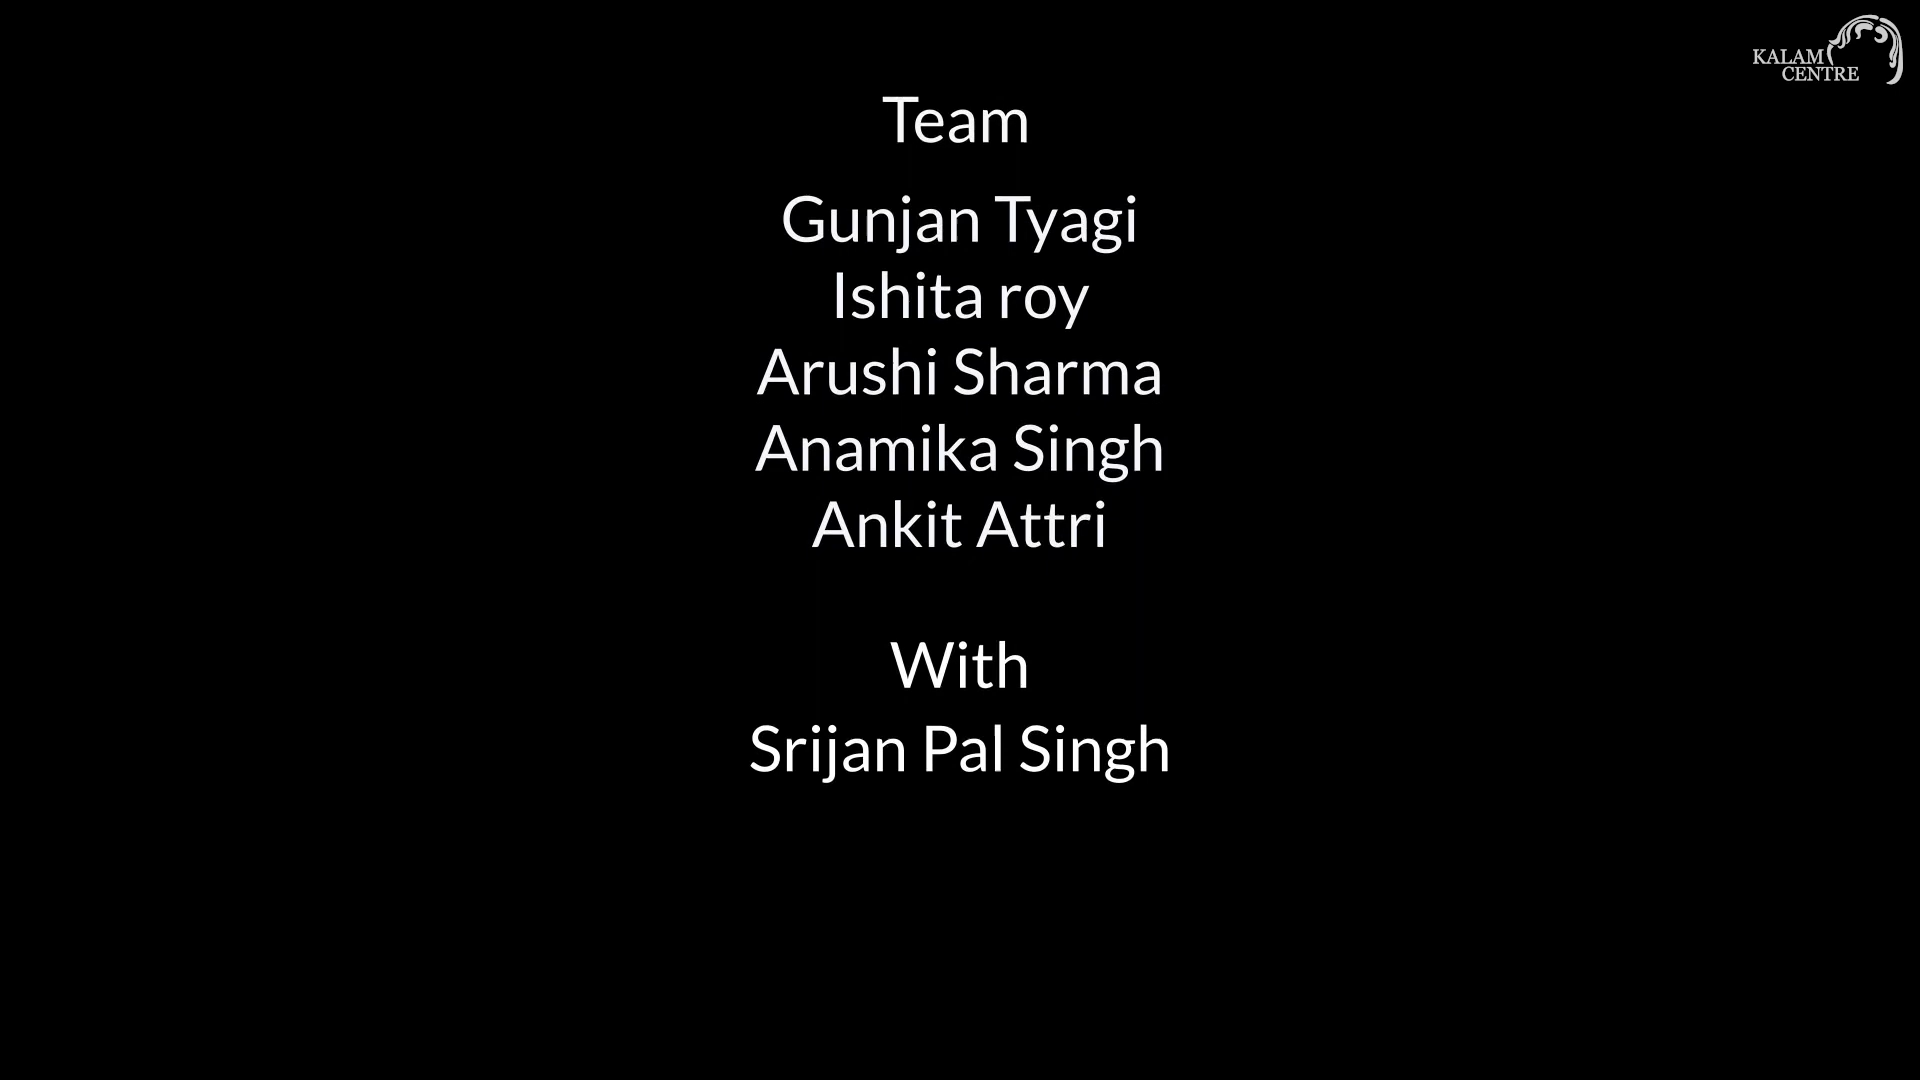 KALAM
CENTRE
Team
Gunjan Tyagi
Ishita roy
Arushi Sharma
Anamika Singh
Ankit Attri
With
Srijan Pal Singh